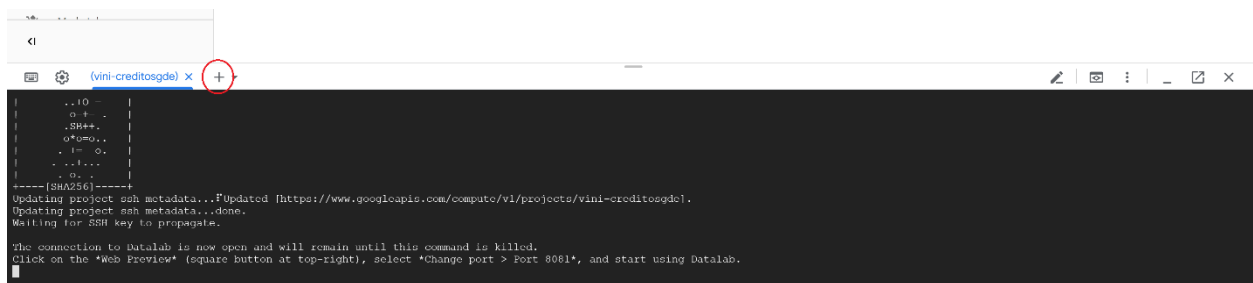 (vini-creditosgde)
+----[SHA256]-----+
Updating project ssh metadata...⠏Updated [https://www.googleapis.com/compute/v1/projects/vini-creditosgde].
Updating project ssh metadata...done.
Waiting for SSH key to propagate.
The connection to Datalab is now open and will remain until this command is killed.
Click on the *Web Preview* (square button at top-right), select *Change port > Port 8081*, and start using Datalab.